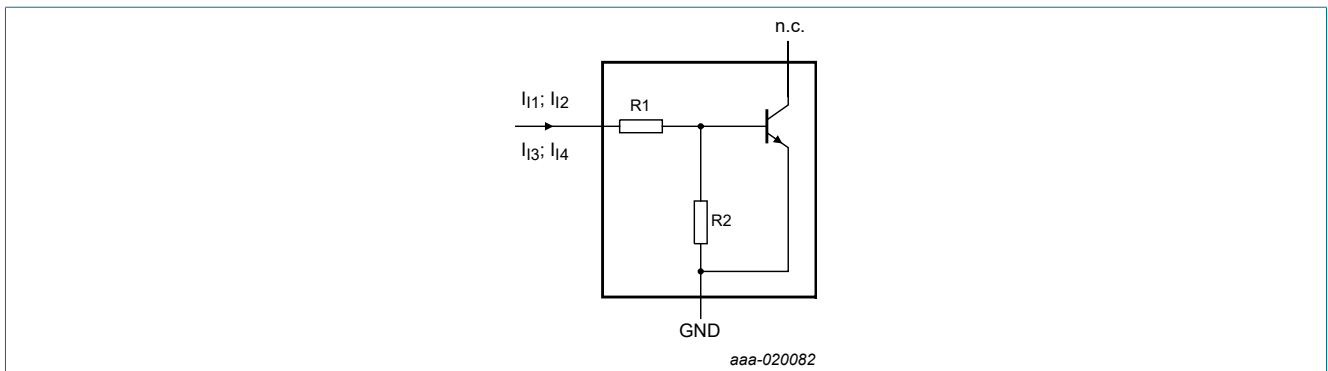 n.c.
I_I1; I_I2
R1
I_I3; I_I4
R2
GND
aaa-020082